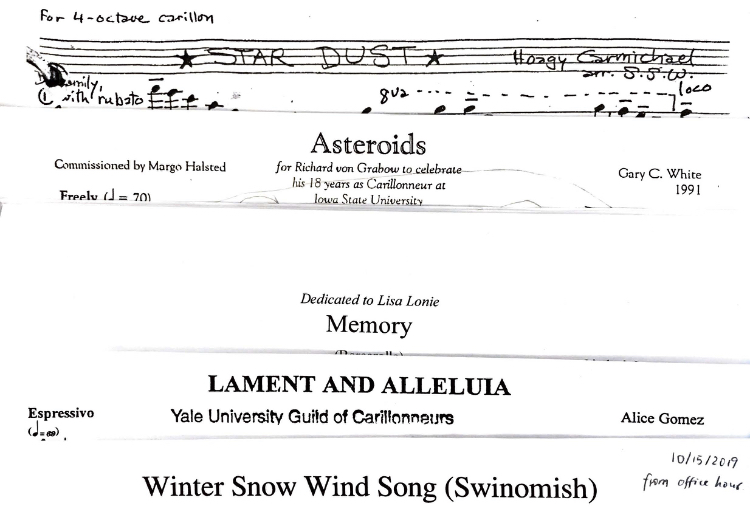 For 4-octave carillon
★ STAR DUST ★
Hoagy Carmichael
arr. S.S.W.
with rubato
8va
loco
Asteroids
Commissioned by Margo Halsted
for Richard von Grabow to celebrate
his 18 years as Carillonneur at
Iowa State University
Gary C. White
1991
Freely (♩ = 70)
Dedicated to Lisa Lonie
Memory
LAMENT AND ALLELUIA
Espressivo
Yale University Guild of Carillonneurs
Alice Gomez
(♩=69)
10/15/2019
from office hour
Winter Snow Wind Song (Swinomish)